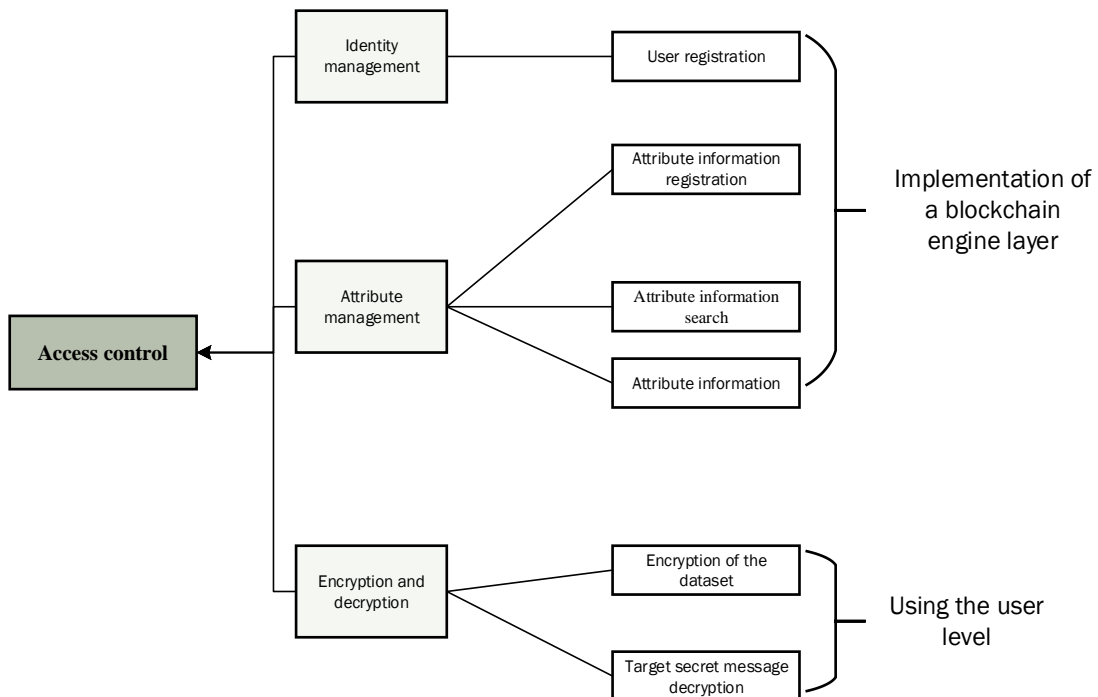 Identity
management
User registration
Attribute information
registration
Implementation of
a blockchain
engine layer
Attribute
management
Attribute information
search
Access control
Attribute information
Encryption and
decryption
Encryption of the
dataset
Using the user
level
Target secret message
decryption